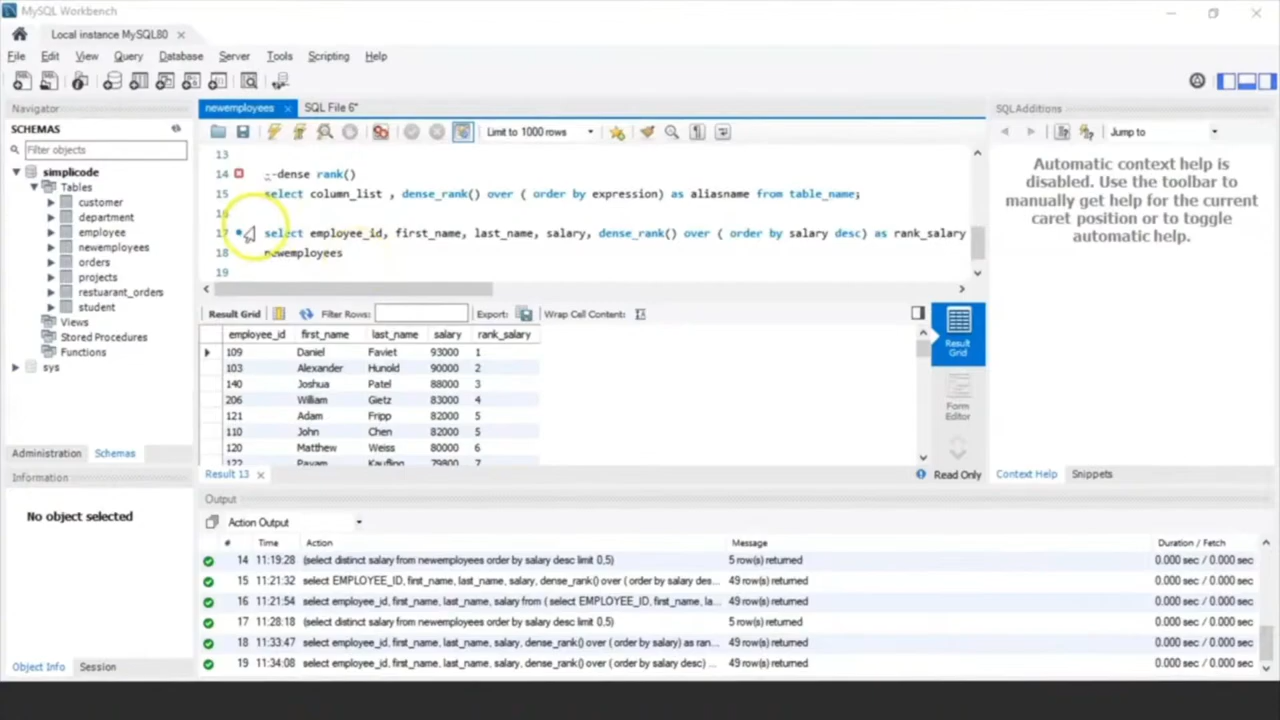 MySQL Workbench
Local instance MySQL80
File Edit View Query Database Server Tools Scripting Help
Navigator
SCHEMAS
Filter objects
simplicode
Tables
customer
department
employee
newemployees
orders
projects
restuarant_orders
student
Views
Stored Procedures
Functions
sys
Administration Schemas
Information
No object selected
Object Info Session
newemployees SQL File 6*
Limit to 1000 rows
13
14 --dense rank()
15 select column_list , dense_rank() over ( order by expression) as aliasname from table_name;
16
17 select employee_id, first_name, last_name, salary, dense_rank() over ( order by salary desc) as rank_salary
18 newemployees
19
Result Grid Filter Rows: Export: Wrap Cell Content:
employee_id first_name last_name salary rank_salary
109 Daniel Faviet 93000 1
103 Alexander Hunold 90000 2
140 Joshua Patel 88000 3
206 William Gietz 83000 4
121 Adam Fripp 82000 5
110 John Chen 82000 5
120 Matthew Weiss 80000 6
122 Payam Kaufling 79800 7
Result Grid
Form Editor
Result 13
Read Only
SQLAdditions
Jump to
Automatic context help is
disabled. Use the toolbar to
manually get help for the current
caret position or to toggle
automatic help.
Context Help Snippets
Output
Action Output
# Time Action Message Duration / Fetch
14 11:19:28 (select distinct salary from newemployees order by salary desc limit 0,5) 5 row(s) returned 0.000 sec / 0.000 sec
15 11:21:32 select EMPLOYEE_ID, first_name, last_name, salary, dense_rank() over ( order by salary des... 49 row(s) returned 0.000 sec / 0.000 sec
16 11:21:54 select employee_id, first_name, last_name, salary from ( select EMPLOYEE_ID, first_name, la... 49 row(s) returned 0.000 sec / 0.000 sec
17 11:28:18 (select distinct salary from newemployees order by salary desc limit 0,5) 5 row(s) returned 0.000 sec / 0.000 sec
18 11:33:47 select employee_id, first_name, last_name, salary, dense_rank() over ( order by salary) as ran... 49 row(s) returned 0.000 sec / 0.000 sec
19 11:34:08 select employee_id, first_name, last_name, salary, dense_rank() over ( order by salary desc) ... 49 row(s) returned 0.000 sec / 0.000 sec